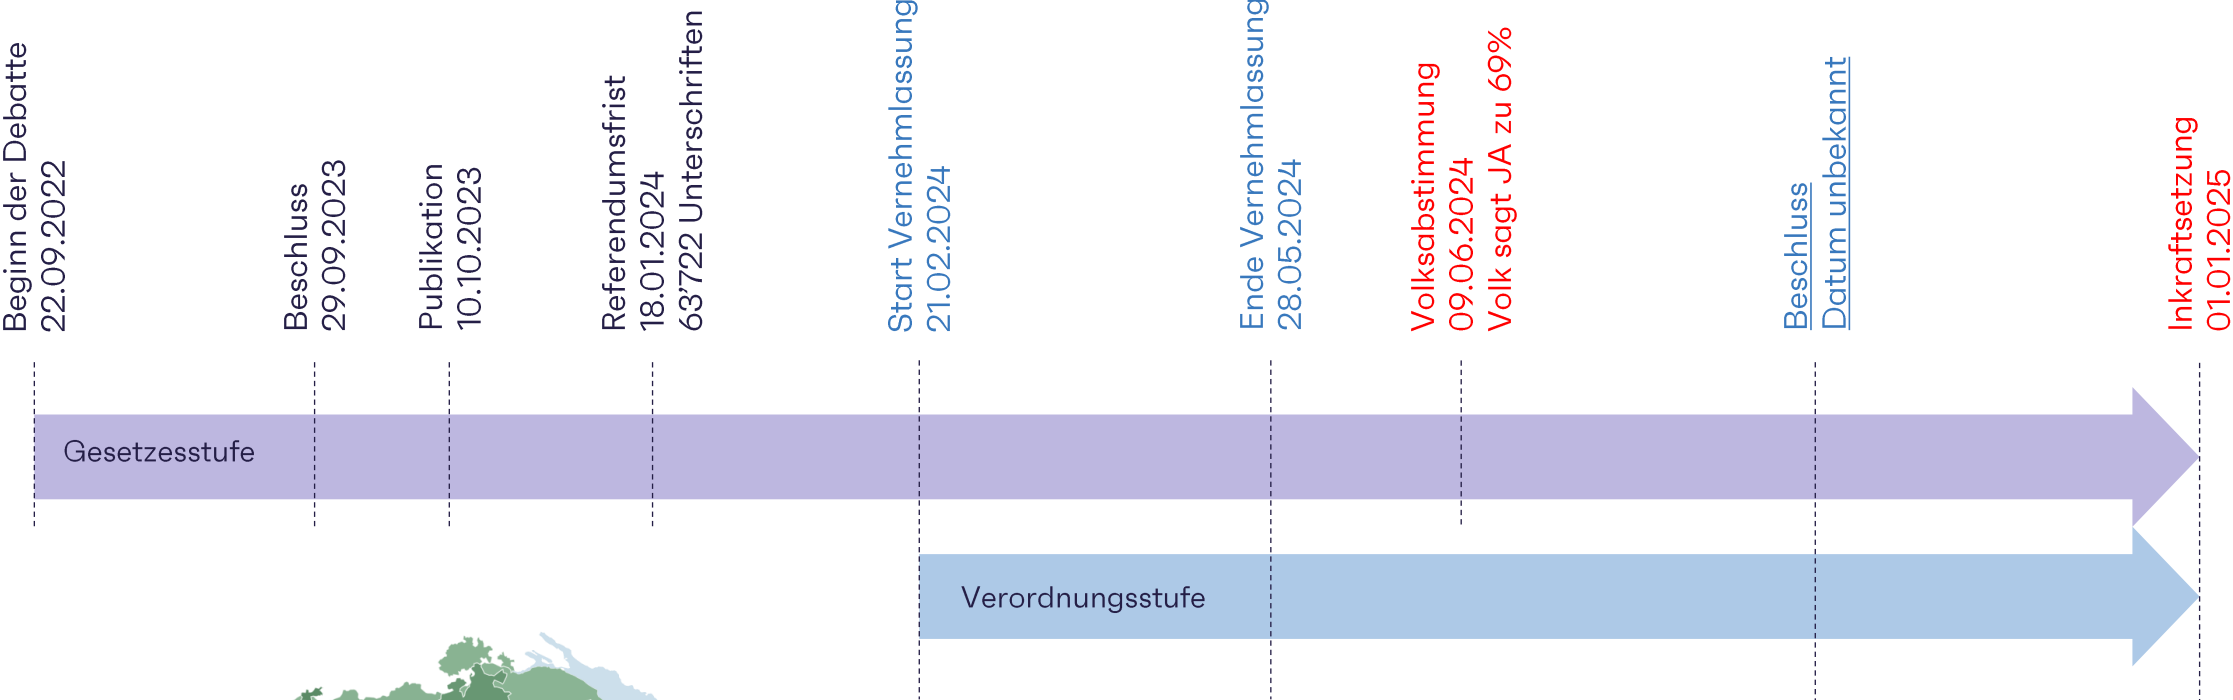 Beginn der Debatte
22.09.2022
Beschluss
29.09.2023
Publikation
10.10.2023
Referendumsfrist
18.01.2024
63’722 Unterschriften
Start Vernehmlassung
21.02.2024
Ende Vernehmlassung
28.05.2024
Volksabstimmung
09.06.2024
Volk sagt JA zu 69%
Beschluss
Datum unbekannt
Inkraftsetzung
01.01.2025
Gesetzesstufe
Verordnungsstufe